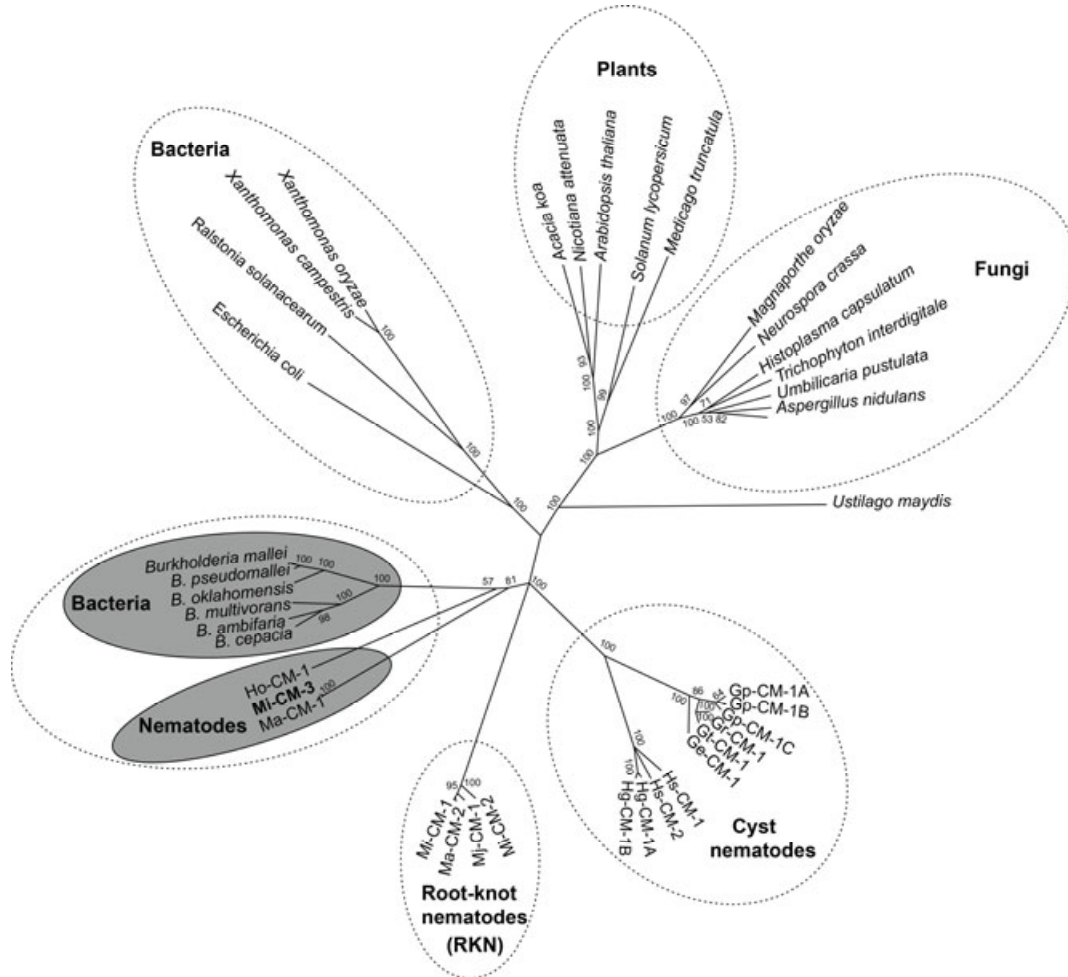 Plants
Acacia koa
Nicotiana attenuata
Arabidopsis thaliana
Solanum lycopersicum
Medicago truncatula
93
100
99
100
100
Bacteria
Xanthomonas oryzae
Xanthomonas campestris
Ralstonia solanacearum
Escherichia coli
100
100
100
Fungi
Magnaporthe oryzae
Neurospora crassa
Histoplasma capsulatum
Trichophyton interdigitale
Umbilicaria pustulata
Aspergillus nidulans
97
71
100
100
53
82
100
Ustilago maydis
Burkholderia mallei
B. pseudomallei
B. oklahomensis
B. multivorans
B. ambifaria
B. cepacia
Bacteria
100
100
100
100
98
57
81
100
Ho-CM-1
Mi-CM-3
Ma-CM-1
100
Nematodes
100
86
64
100
100
100
Gp-CM-1A
Gp-CM-1B
Gp-CM-1C
Gr-CM-1
Gt-CM-1
Ge-CM-1
100
100
Hs-CM-1
Hs-CM-2
Hg-CM-1A
Hg-CM-1B
Cyst
nematodes
95
100
Mi-CM-1
Ma-CM-2
Mj-CM-1
Mi-CM-2
Root-knot
nematodes
(RKN)